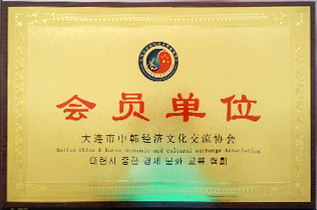 会员单位
大连市中韩经济文化交流协会
DaLian China & Korea economic and cultural exchange Association
대련시 중한 경제 문화 교류 협회